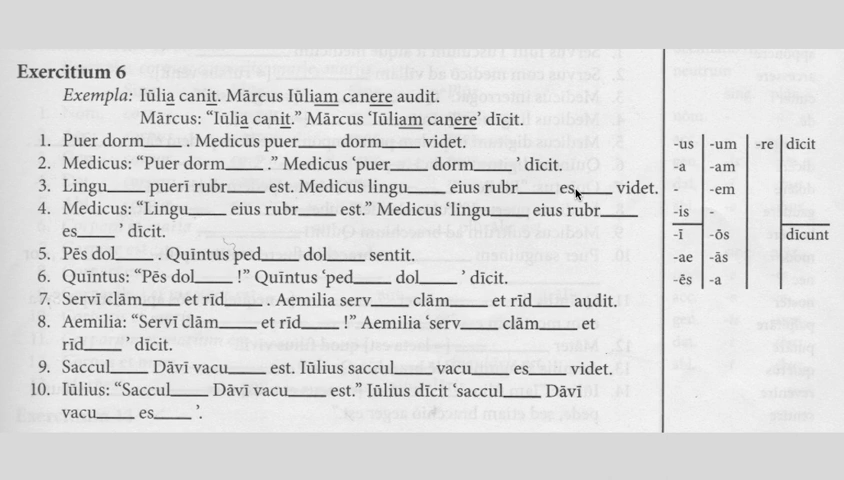 Exercitium 6
Exempla: Iūlia canit. Mārcus Iūliam canere audit.
Mārcus: "Iūlia canit." Mārcus 'Iūliam canere' dīcit.
1. Puer dorm____. Medicus puer____ dorm____ videt.
2. Medicus: "Puer dorm____." Medicus 'puer____ dorm____' dīcit.
3. Lingu____ puerī rubr____ est. Medicus lingu____ eius rubr____ es____ videt.
4. Medicus: "Lingu____ eius rubr____ est." Medicus 'lingu____ eius rubr____
es____' dīcit.
5. Pēs dol____. Quīntus ped____ dol____ sentit.
6. Quīntus: "Pēs dol____!" Quīntus 'ped____ dol____' dīcit.
7. Servī clām____ et rīd____. Aemilia serv____ clām____ et rīd____ audit.
8. Aemilia: "Servī clām____ et rīd____!" Aemilia 'serv____ clām____ et
rīd____' dīcit.
9. Saccul____ Dāvī vacu____ est. Iūlius saccul____ vacu____ es____ videt.
10. Iūlius: "Saccul____ Dāvī vacu____ est." Iūlius dīcit 'saccul____ Dāvī
vacu____ es____'.
-us -um -re dīcit
-a -am
- -em
-is -
-ī -ōs dīcunt
-ae -ās
-ēs -a